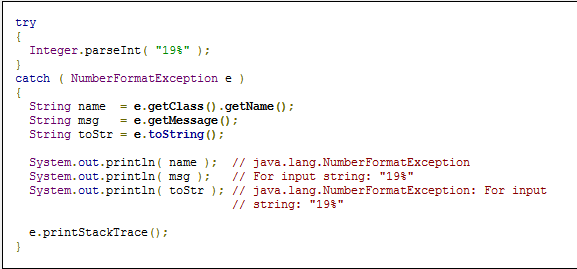 try
{
  Integer.parseInt( "19%" );
}
catch ( NumberFormatException e )
{
  String name  = e.getClass().getName();
  String msg   = e.getMessage();
  String toStr = e.toString();

  System.out.println( name );  // java.lang.NumberFormatException
  System.out.println( msg );   // For input string: "19%"
  System.out.println( toStr ); // java.lang.NumberFormatException: For input
                               // string: "19%"

  e.printStackTrace();
}